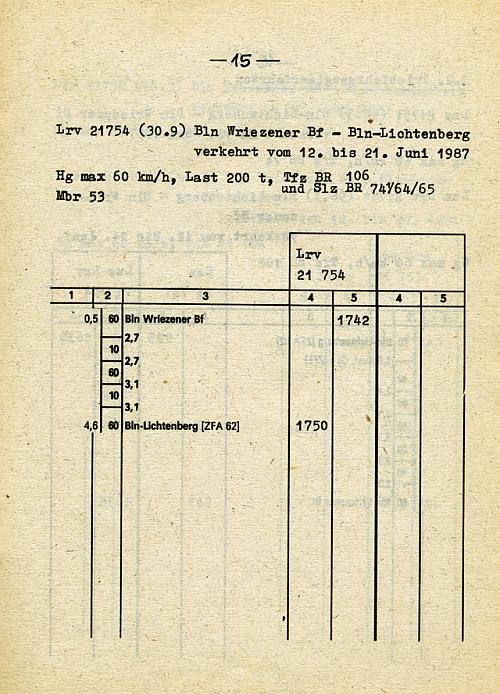 — 15 —
Lrv 21754 (30.9) Bln Wriezener Bf - Bln-Lichtenberg
verkehrt vom 12. bis 21. Juni 1987
Hg max 60 km/h, Last 200 t, Tfz BR 106
Mbr 53 und Slz BR 741/64/65
Lrv
21 754
1 2 3 4 5 4 5
0,5 60 Bln Wriezener Bf 1742
2,7
10
2,7
60
3,1
10
3,1
4,6 60 Bln-Lichtenberg [ZFA 62] 1750